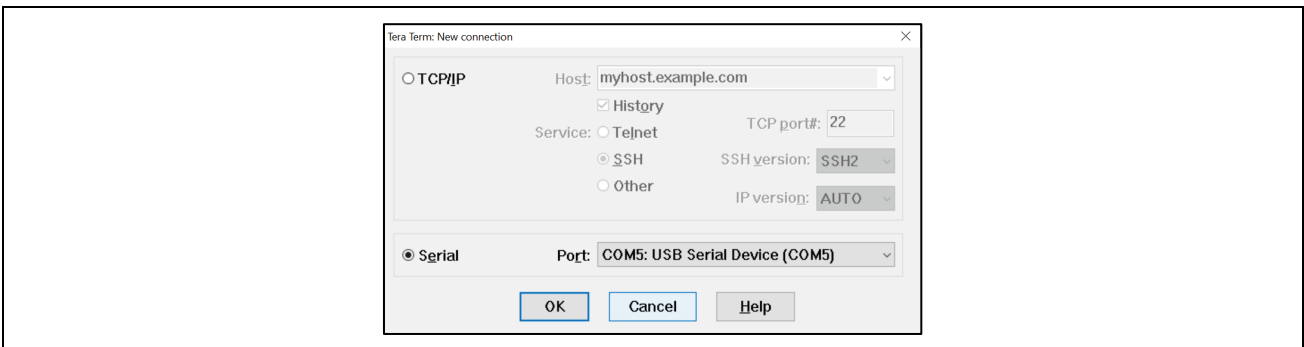 Tera Term: New connection
TCP/IP Host: myhost.example.com
History
Service: Telnet TCP port#: 22
SSH SSH version: SSH2
Other IP version: AUTO
Serial Port: COM5: USB Serial Device (COM5)
OK Cancel Help